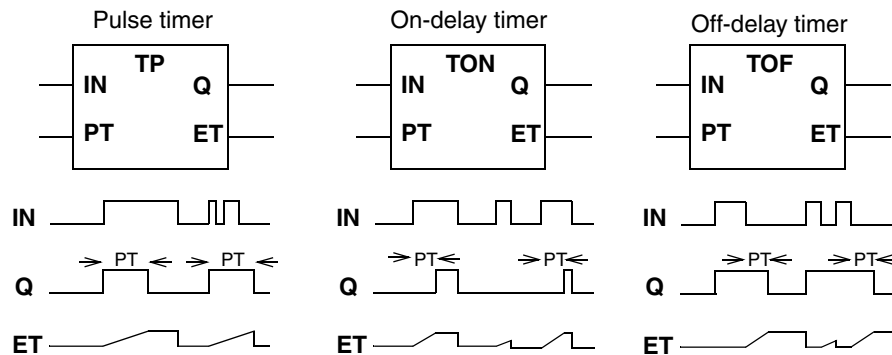 Pulse timer
On-delay timer
Off-delay timer
TP
IN Q
PT ET
TON
IN Q
PT ET
TOF
IN Q
PT ET
IN
IN
IN
PT PT
PT PT
PT PT
Q
Q
Q
ET
ET
ET